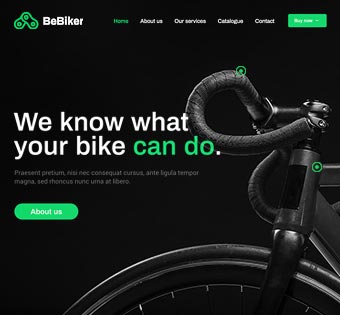 BeBiker
Home About us Our services Catalogue Contact Buy now →
We know what
your bike can do.
Praesent pretium, nisi nec consequat cursus, ante ligula tempor
magna, sed rhoncus nunc urna at libero.
About us